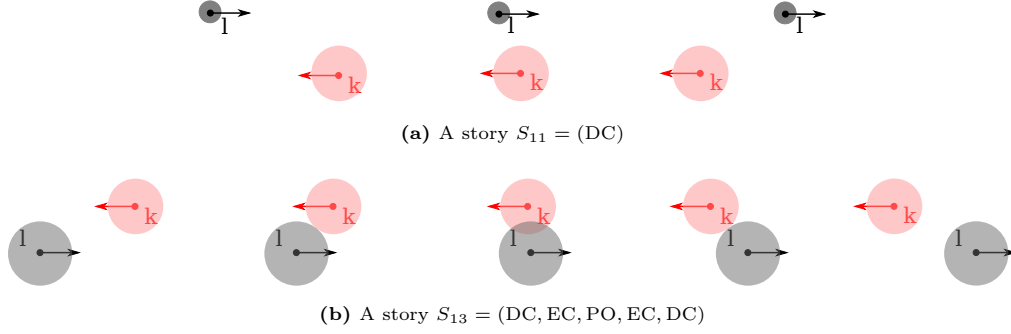 l l l
k k k
(a) A story S₁₁ = (DC)
k k k k k
l l l l l
(b) A story S₁₃ = (DC, EC, PO, EC, DC)